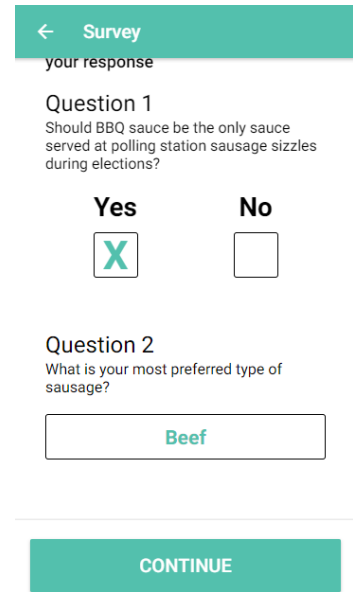 Survey
your response
Question 1
Should BBQ sauce be the only sauce
served at polling station sausage sizzles
during elections?
Yes No
X
Question 2
What is your most preferred type of
sausage?
Beef
CONTINUE